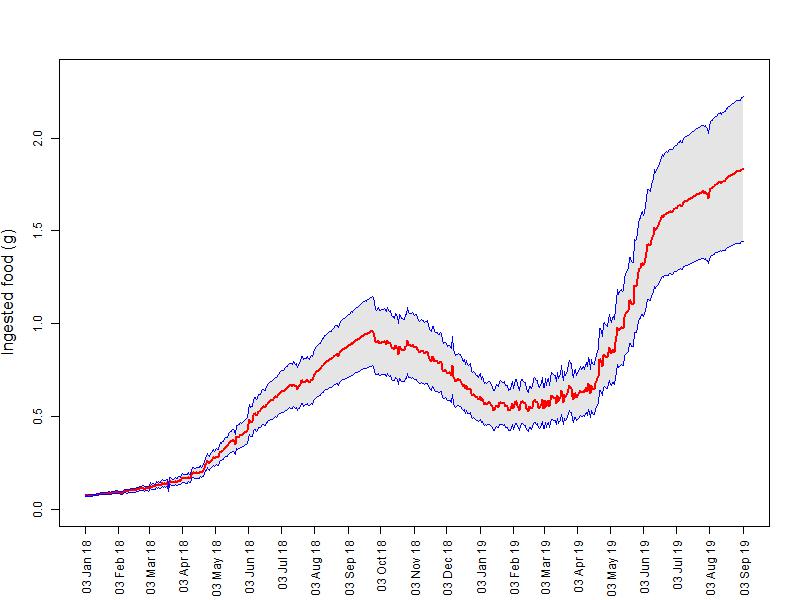 Ingested food (g)
2.0
1.5
1.0
0.5
0.0
03 Jan 18
03 Feb 18
03 Mar 18
03 Apr 18
03 May 18
03 Jun 18
03 Jul 18
03 Aug 18
03 Sep 18
03 Oct 18
03 Nov 18
03 Dec 18
03 Jan 19
03 Feb 19
03 Mar 19
03 Apr 19
03 May 19
03 Jun 19
03 Jul 19
03 Aug 19
03 Sep 19